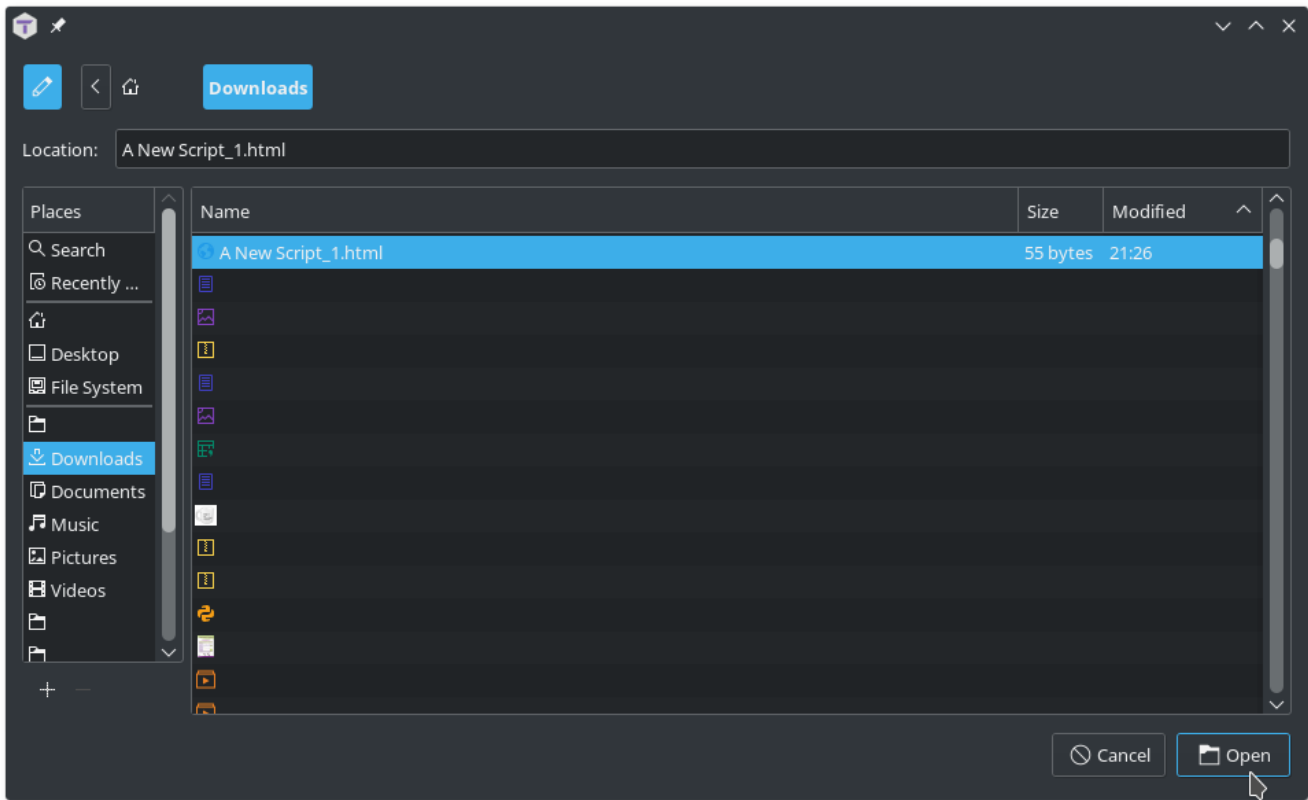 Downloads
Location: A New Script_1.html
Places
Search
Recently ...
Desktop
File System
Downloads
Documents
Music
Pictures
Videos
Name Size Modified
A New Script_1.html 55 bytes 21:26
Cancel Open